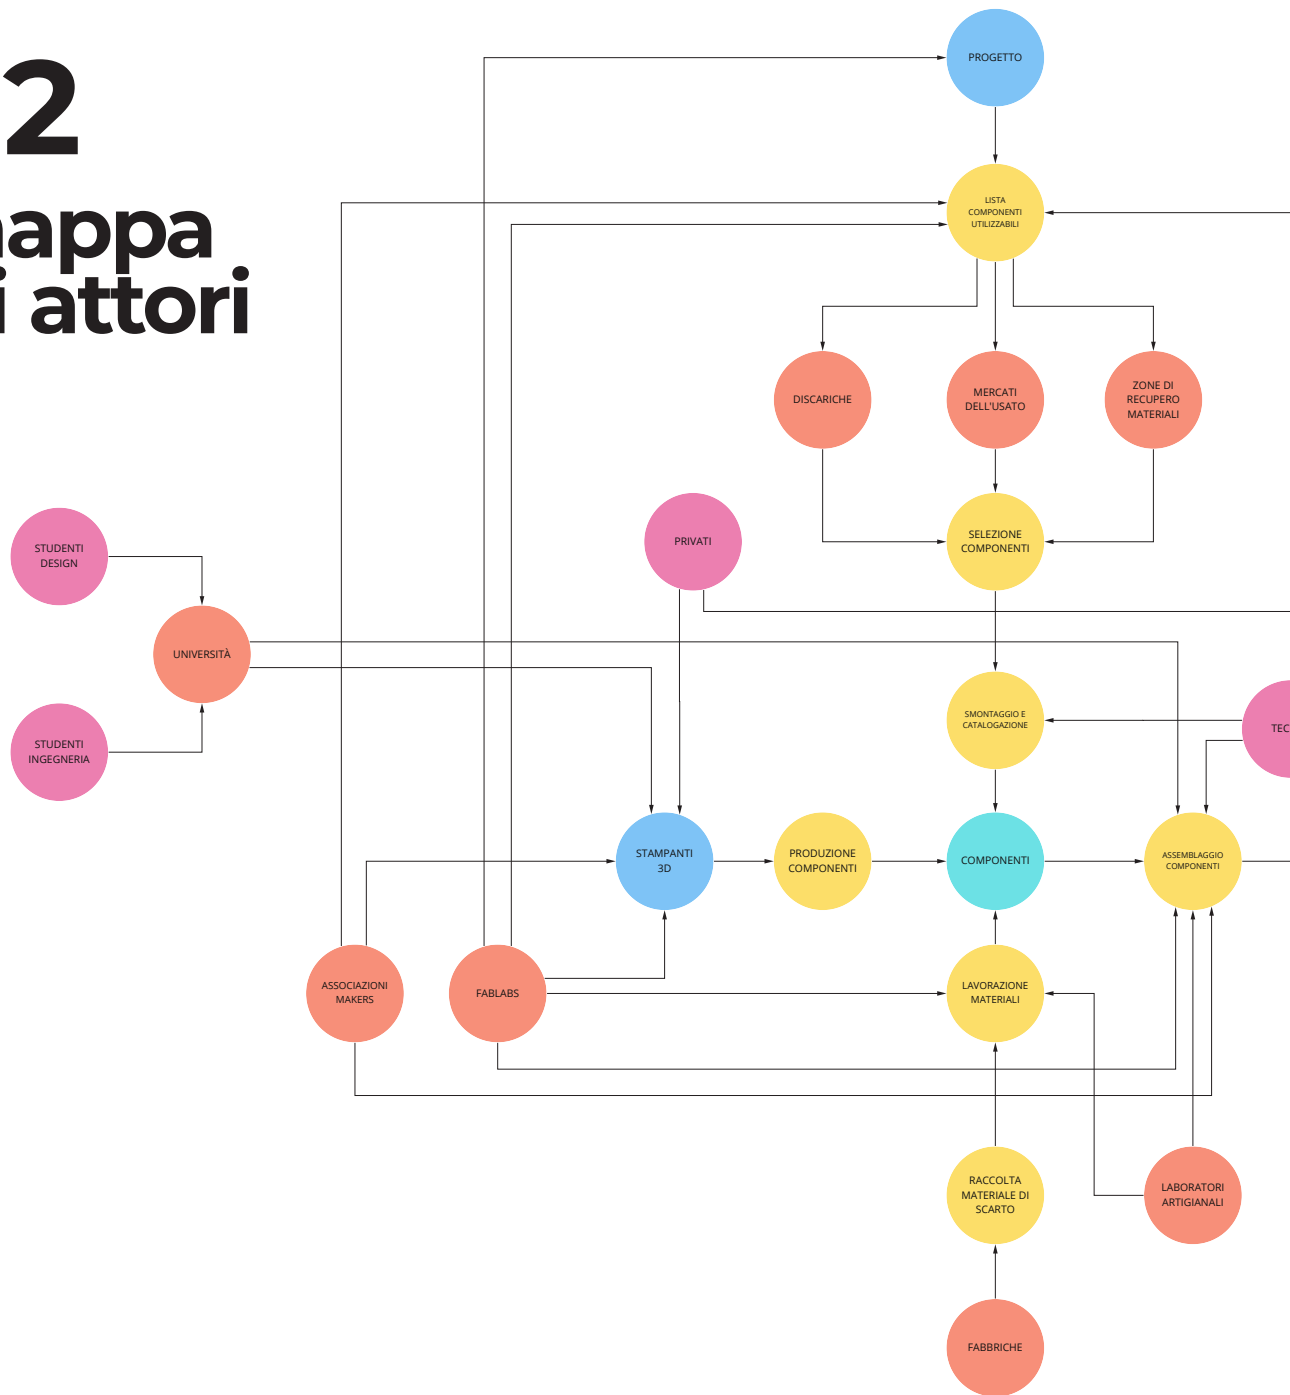 2
mappa
i attori
PROGETTO
LISTA
COMPONENTI
UTILIZZABILI
DISCARICHE
MERCATI
DELL'USATO
ZONE DI
RECUPERO
MATERIALI
PRIVATI
SELEZIONE
COMPONENTI
STUDENTI
DESIGN
UNIVERSITÀ
STUDENTI
INGEGNERIA
SMONTAGGIO E
CATALOGAZIONE
TEC
STAMPANTI
3D
PRODUZIONE
COMPONENTI
COMPONENTI
ASSEMBLAGGIO
COMPONENTI
ASSOCIAZIONI
MAKERS
FABLABS
LAVORAZIONE
MATERIALI
RACCOLTA
MATERIALE DI
SCARTO
LABORATORI
ARTIGIANALI
FABBRICHE